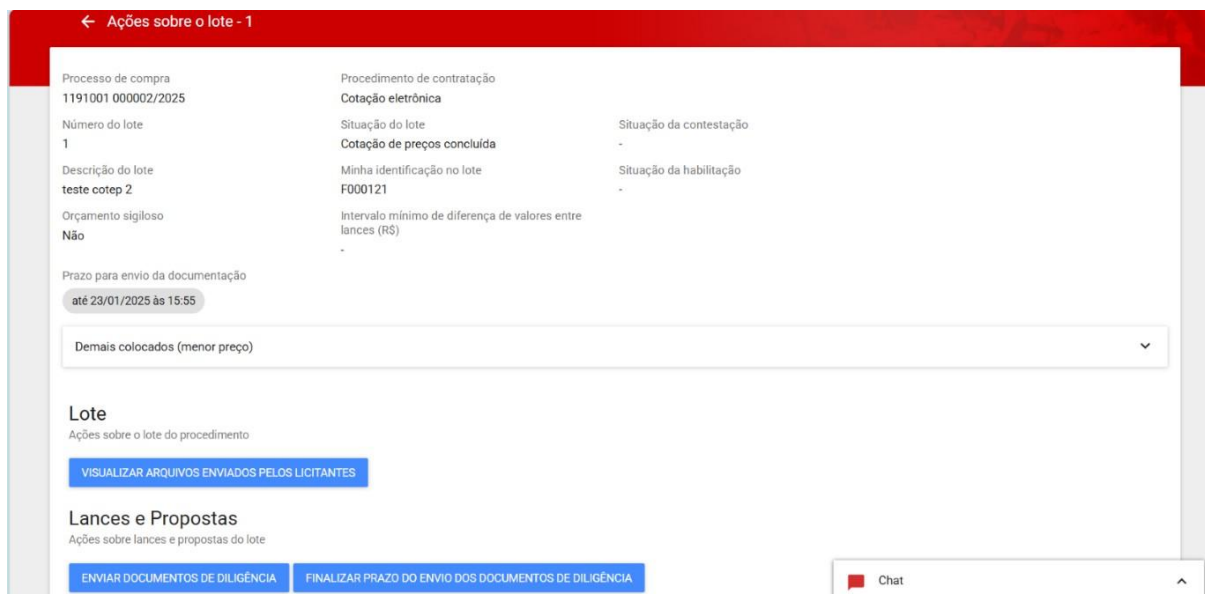 Ações sobre o lote - 1
Processo de compra
1191001 000002/2025
Procedimento de contratação
Cotação eletrônica
Número do lote
1
Situação do lote
Cotação de preços concluída
Situação da contestação
-
Descrição do lote
teste cotep 2
Minha identificação no lote
F000121
Situação da habilitação
-
Orçamento sigiloso
Não
Intervalo mínimo de diferença de valores entre
lances (R$)
-
Prazo para envio da documentação
até 23/01/2025 às 15:55
Demais colocados (menor preço)
Lote
Ações sobre o lote do procedimento
VISUALIZAR ARQUIVOS ENVIADOS PELOS LICITANTES
Lances e Propostas
Ações sobre lances e propostas do lote
ENVIAR DOCUMENTOS DE DILIGÊNCIA
FINALIZAR PRAZO DO ENVIO DOS DOCUMENTOS DE DILIGÊNCIA
Chat